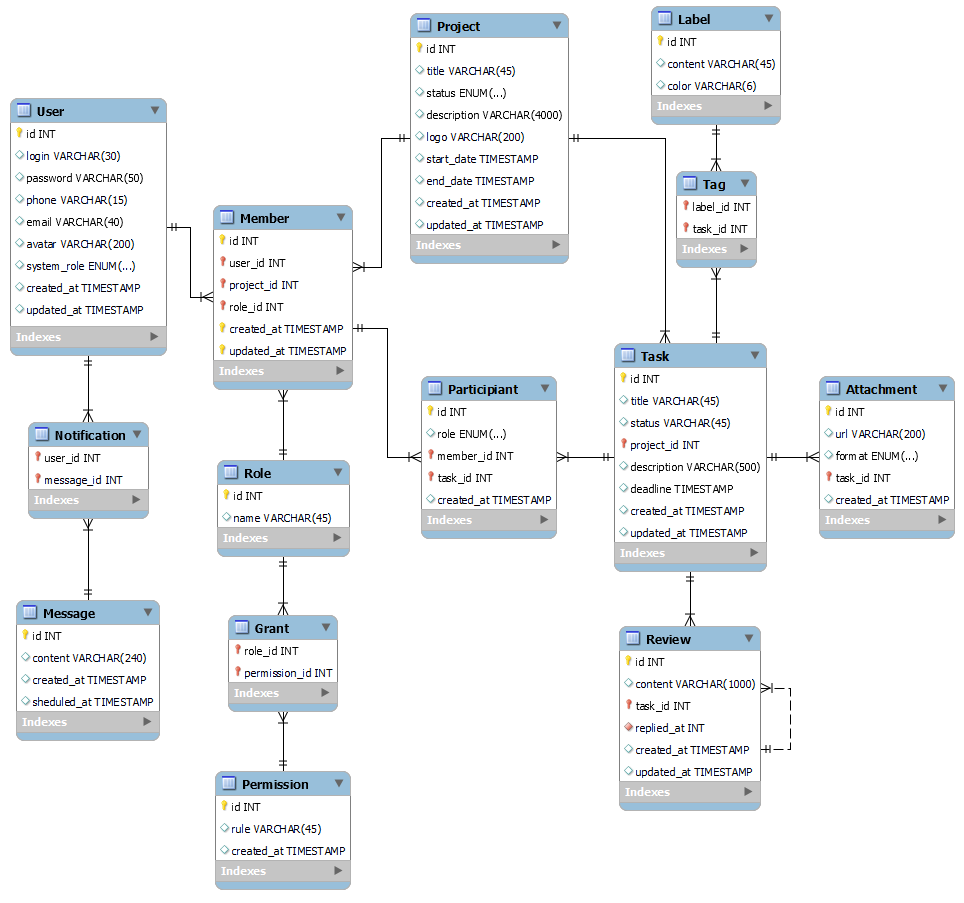 Project
id INT
title VARCHAR(45)
status ENUM(...)
description VARCHAR(4000)
logo VARCHAR(200)
start_date TIMESTAMP
end_date TIMESTAMP
created_at TIMESTAMP
updated_at TIMESTAMP
Indexes
Label
id INT
content VARCHAR(45)
color VARCHAR(6)
Indexes
User
id INT
login VARCHAR(30)
password VARCHAR(50)
phone VARCHAR(15)
email VARCHAR(40)
avatar VARCHAR(200)
system_role ENUM(...)
created_at TIMESTAMP
updated_at TIMESTAMP
Indexes
Member
id INT
user_id INT
project_id INT
role_id INT
created_at TIMESTAMP
updated_at TIMESTAMP
Indexes
Tag
label_id INT
task_id INT
Indexes
Task
id INT
title VARCHAR(45)
status VARCHAR(45)
project_id INT
description VARCHAR(500)
deadline TIMESTAMP
created_at TIMESTAMP
updated_at TIMESTAMP
Indexes
Participiant
id INT
role ENUM(...)
member_id INT
task_id INT
created_at TIMESTAMP
Indexes
Attachment
id INT
url VARCHAR(200)
format ENUM(...)
task_id INT
created_at TIMESTAMP
Indexes
Notification
user_id INT
message_id INT
Indexes
Role
id INT
name VARCHAR(45)
Indexes
Message
id INT
content VARCHAR(240)
created_at TIMESTAMP
sheduled_at TIMESTAMP
Indexes
Grant
role_id INT
permission_id INT
Indexes
Review
id INT
content VARCHAR(1000)
task_id INT
replied_at INT
created_at TIMESTAMP
updated_at TIMESTAMP
Indexes
Permission
id INT
rule VARCHAR(45)
created_at TIMESTAMP
Indexes